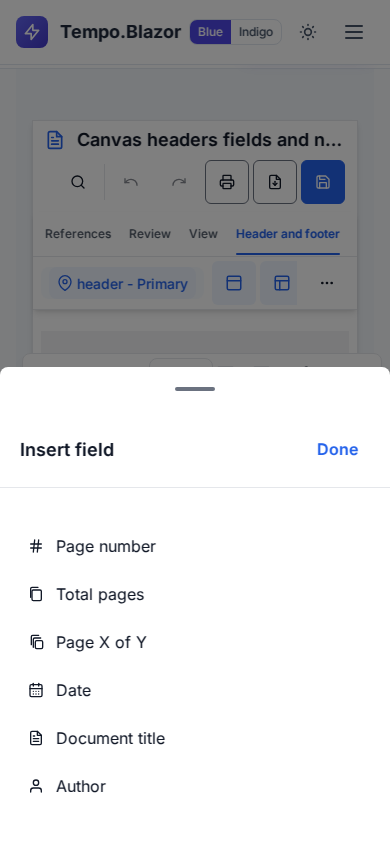 Tempo.Blazor Blue Indigo
Canvas headers fields and n...
References Review View Header and footer
header - Primary
Insert field Done
Page number
Total pages
Page X of Y
Date
Document title
Author